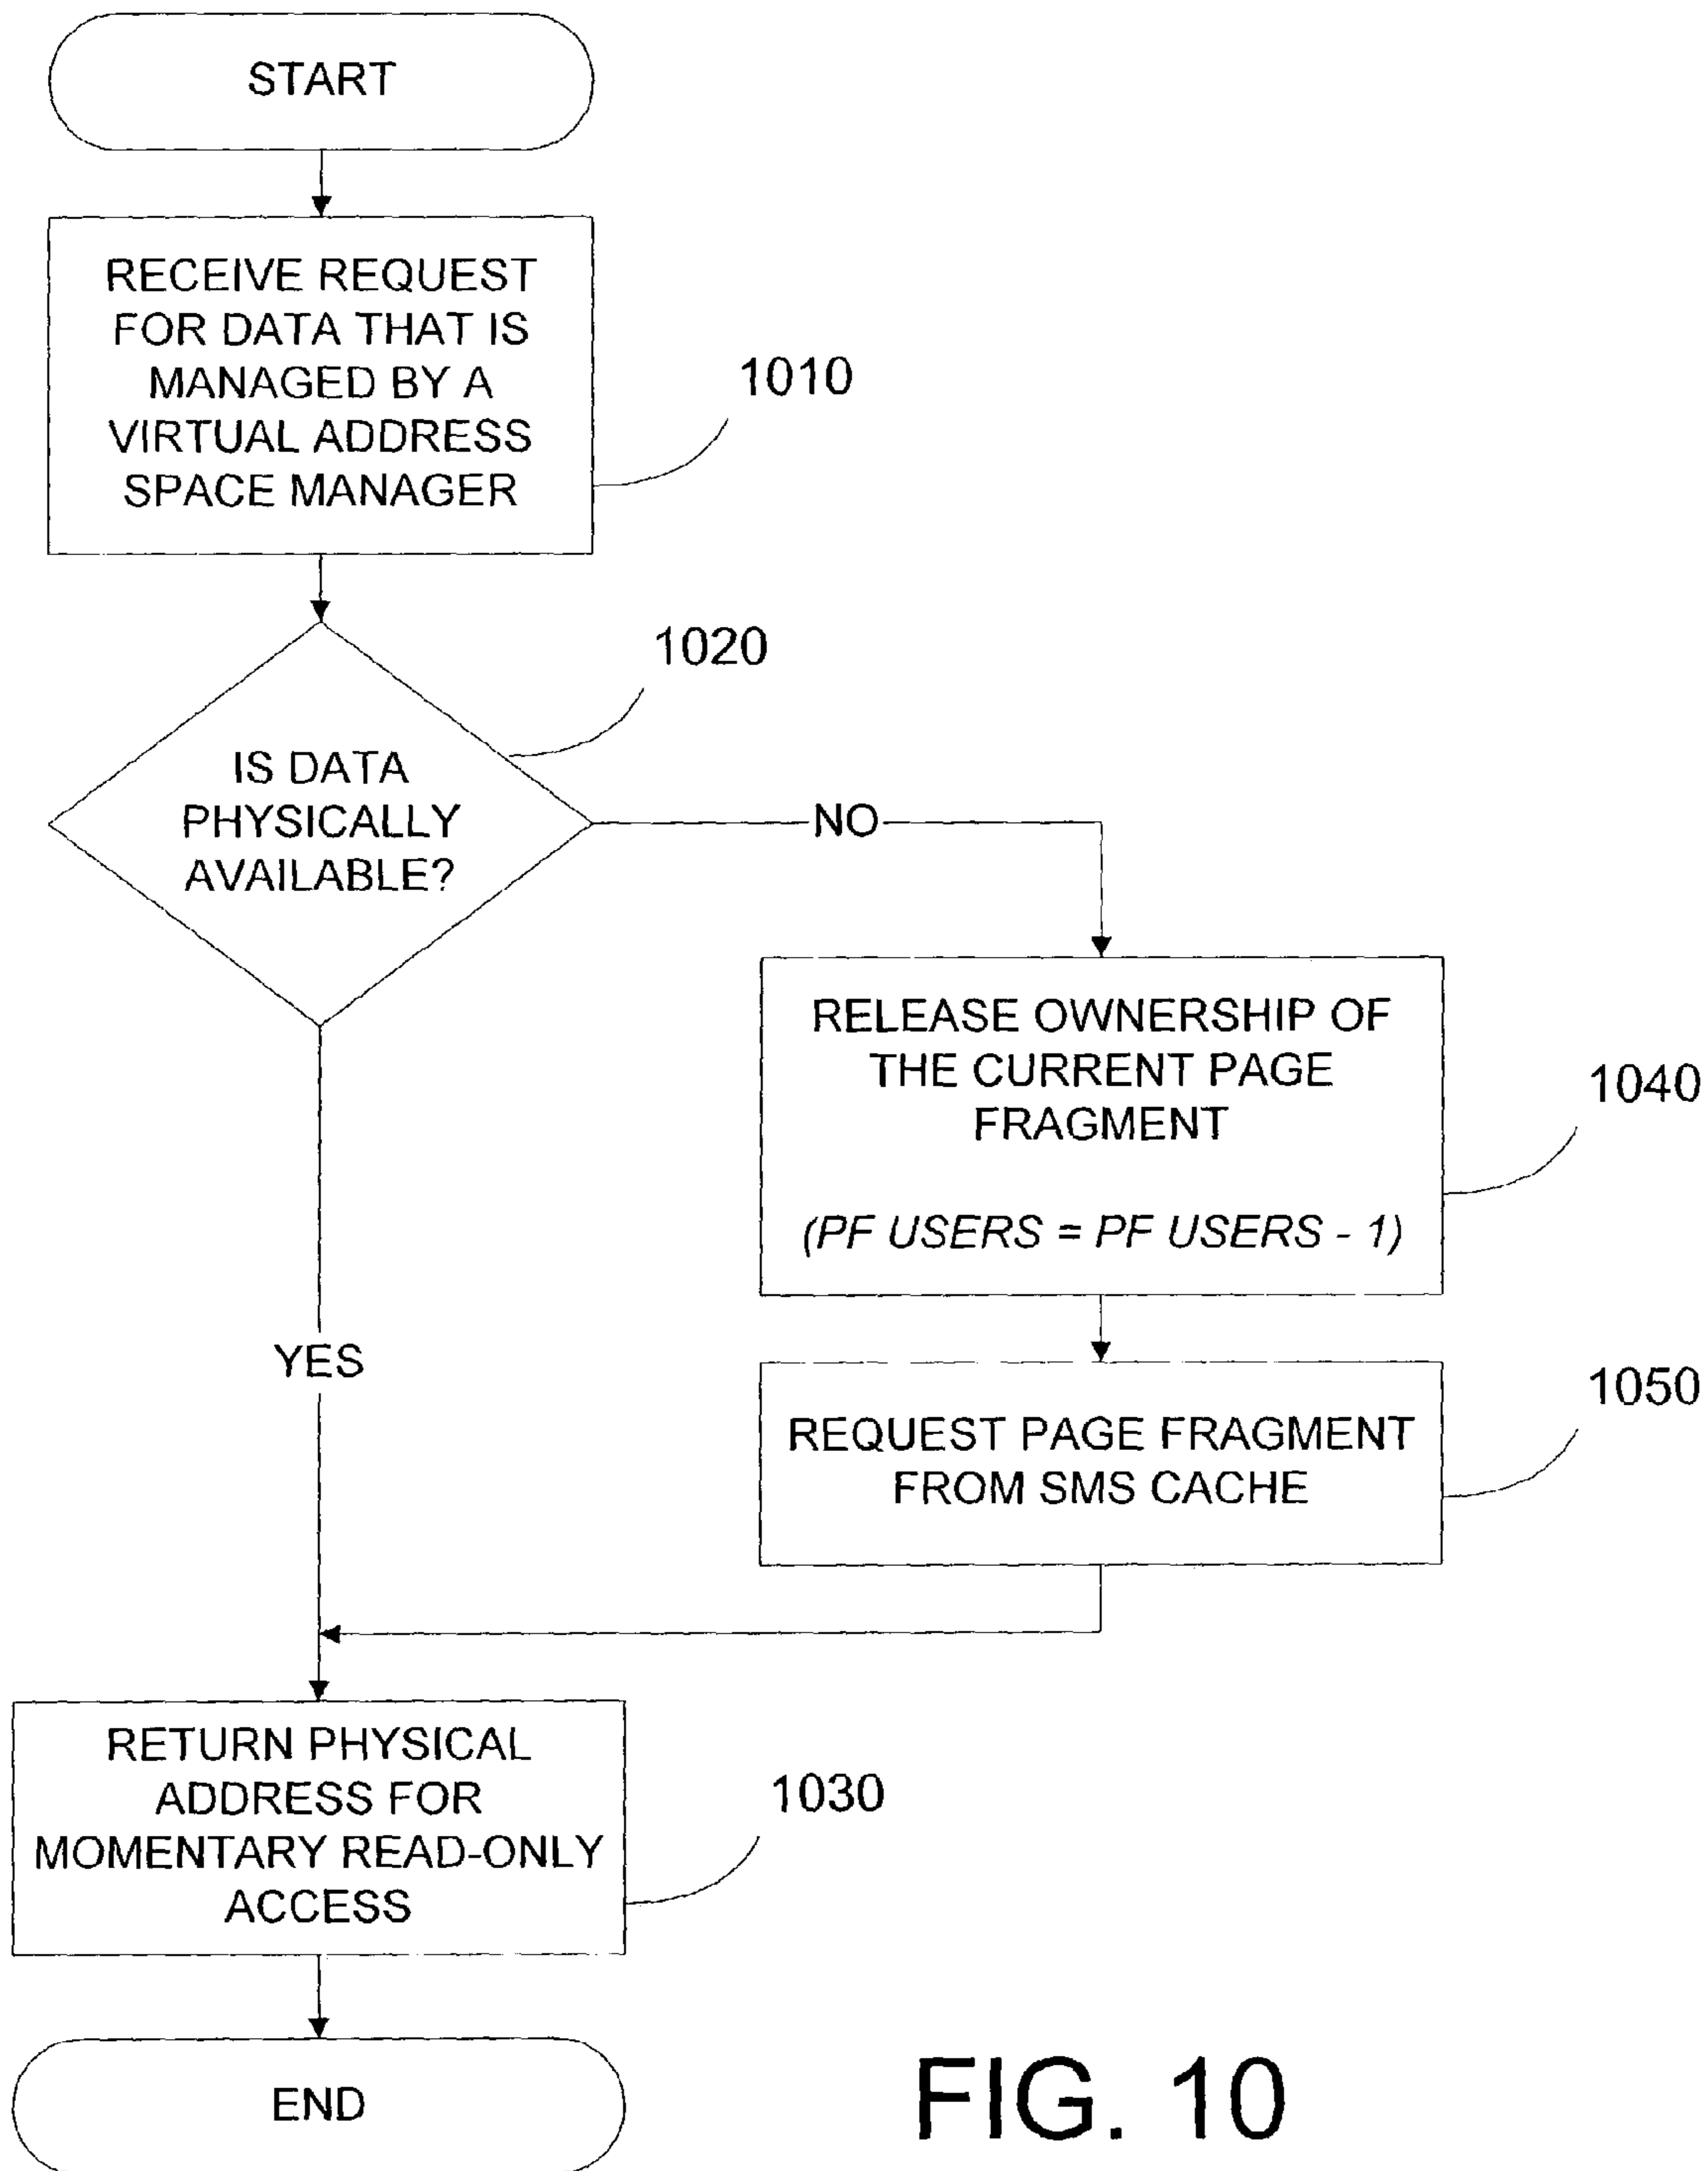 START
RECEIVE REQUEST
FOR DATA THAT IS
MANAGED BY A
VIRTUAL ADDRESS
SPACE MANAGER
1010
1020
IS DATA
PHYSICALLY
AVAILABLE?
NO
RELEASE OWNERSHIP OF
THE CURRENT PAGE
FRAGMENT
(PF USERS = PF USERS - 1)
1040
YES
REQUEST PAGE FRAGMENT
FROM SMS CACHE
1050
RETURN PHYSICAL
ADDRESS FOR
MOMENTARY READ-ONLY
ACCESS
1030
END
FIG. 10